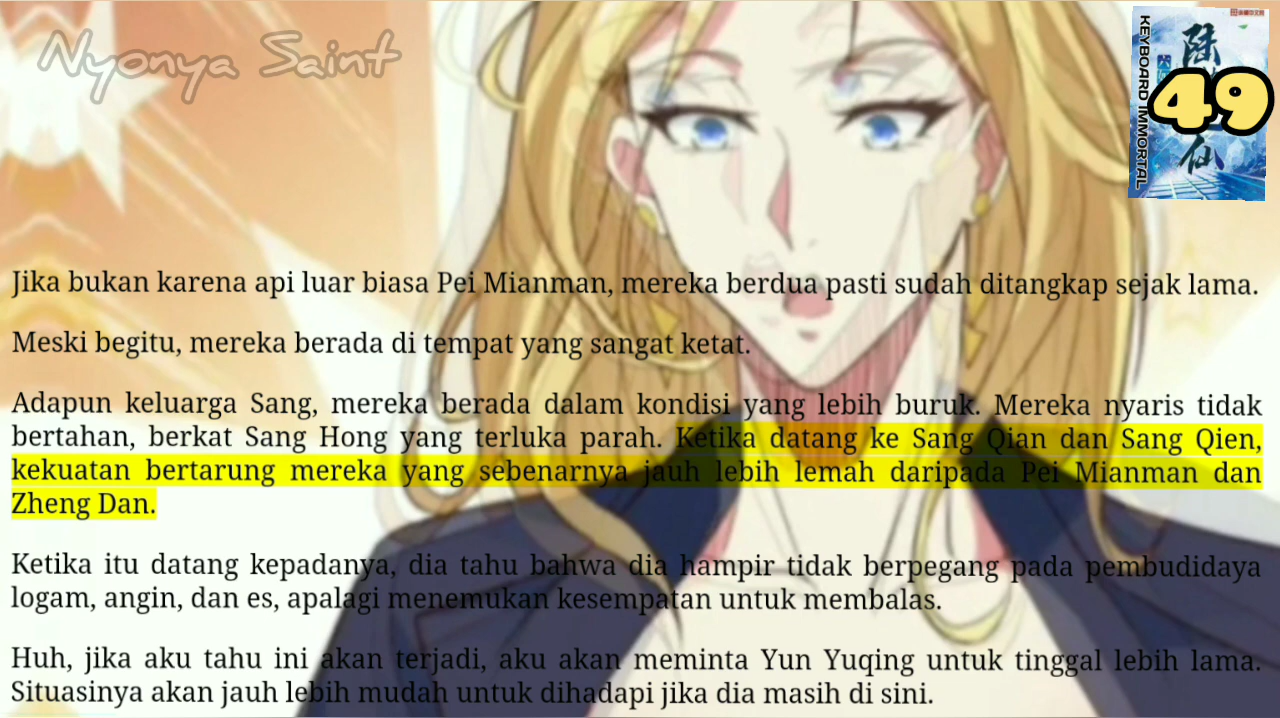 Nyonya Saint
KEYBOARD IMMORTAL
49
Jika bukan karena api luar biasa Pei Mianman, mereka berdua pasti sudah ditangkap sejak lama.
Meski begitu, mereka berada di tempat yang sangat ketat.
Adapun keluarga Sang, mereka berada dalam kondisi yang lebih buruk. Mereka nyaris tidak
bertahan, berkat Sang Hong yang terluka parah. Ketika datang ke Sang Qian dan Sang Qien,
kekuatan bertarung mereka yang sebenarnya jauh lebih lemah daripada Pei Mianman dan
Zheng Dan.
Ketika itu datang kepadanya, dia tahu bahwa dia hampir tidak berpegang pada pembudidaya
logam, angin, dan es, apalagi menemukan kesempatan untuk membalas.
Huh, jika aku tahu ini akan terjadi, aku akan meminta Yun Yuqing untuk tinggal lebih lama.
Situasinya akan jauh lebih mudah untuk dihadapi jika dia masih di sini.